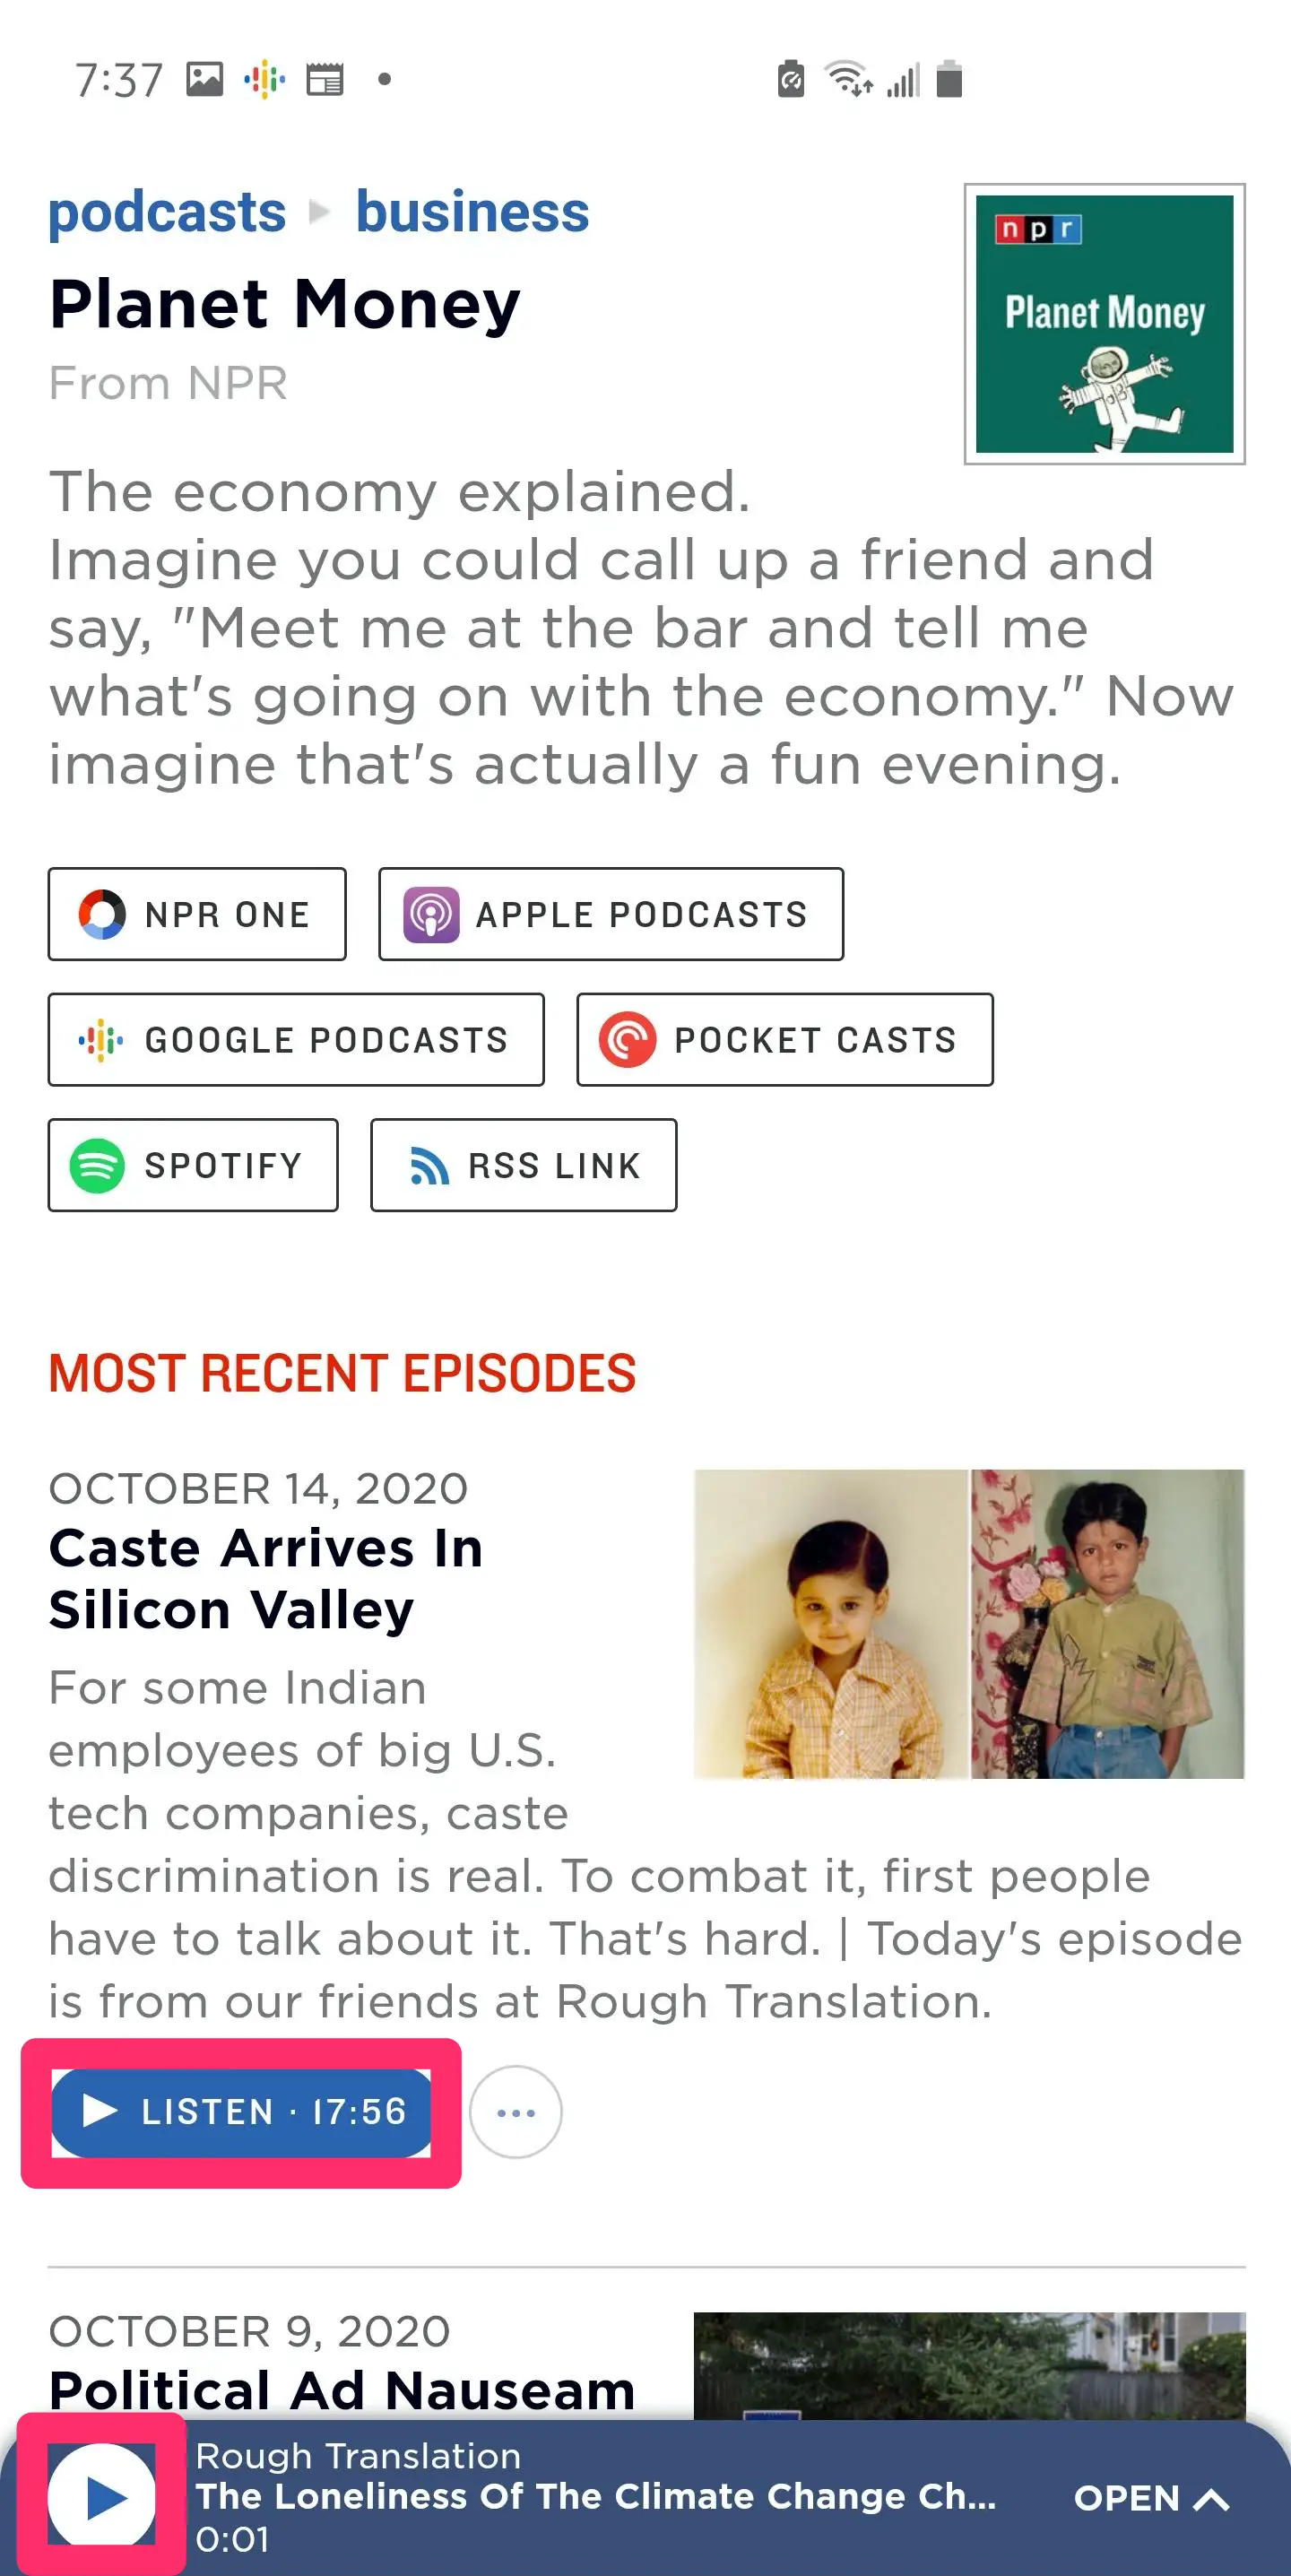 7:37
podcasts business
Planet Money
From NPR
npr
Planet Money
The economy explained.
Imagine you could call up a friend and
say, "Meet me at the bar and tell me
what's going on with the economy." Now
imagine that's actually a fun evening.
NPR ONE
APPLE PODCASTS
GOOGLE PODCASTS
POCKET CASTS
SPOTIFY
RSS LINK
MOST RECENT EPISODES
OCTOBER 14, 2020
Caste Arrives In
Silicon Valley
For some Indian
employees of big U.S.
tech companies, caste
discrimination is real. To combat it, first people
have to talk about it. That's hard. | Today's episode
is from our friends at Rough Translation.
LISTEN · 17:56
OCTOBER 9, 2020
Political Ad Nauseam
Rough Translation
The Loneliness Of The Climate Change Ch...
0:01
OPEN